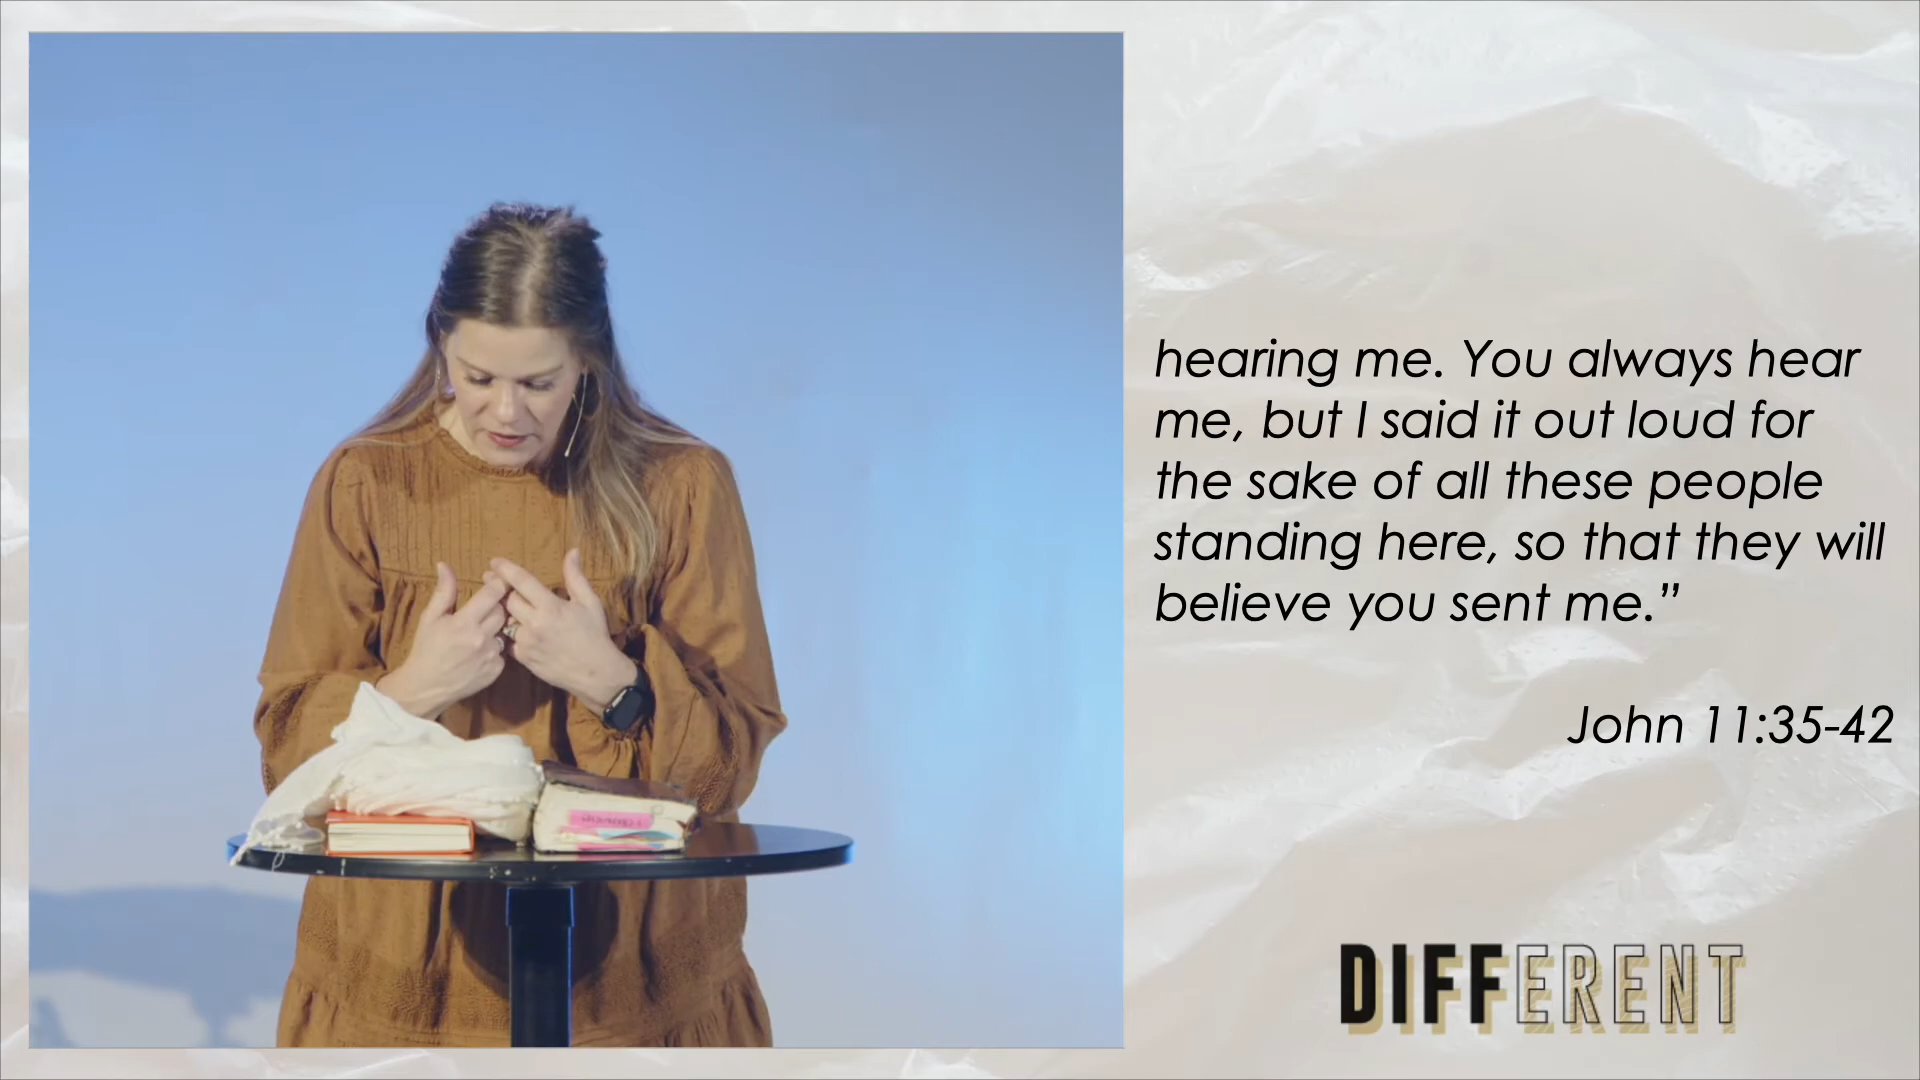 hearing me. You always hear
me, but I said it out loud for
the sake of all these people
standing here, so that they will
believe you sent me.”
John 11:35-42
DIFFERENT